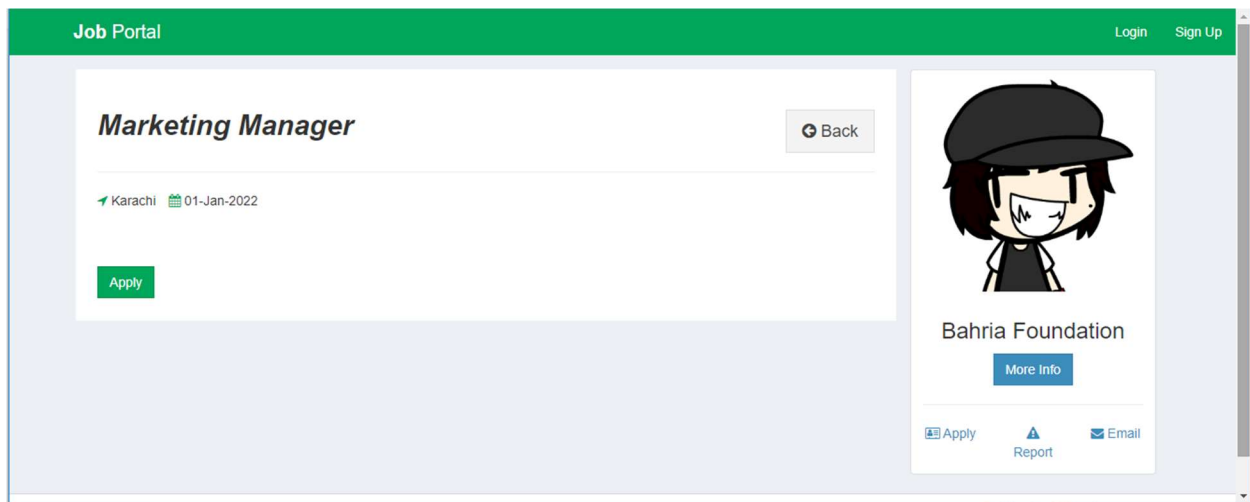 Job Portal
Login
Sign Up
Marketing Manager
Back
Karachi 01-Jan-2022
Apply
Bahria Foundation
More Info
Apply
Report
Email